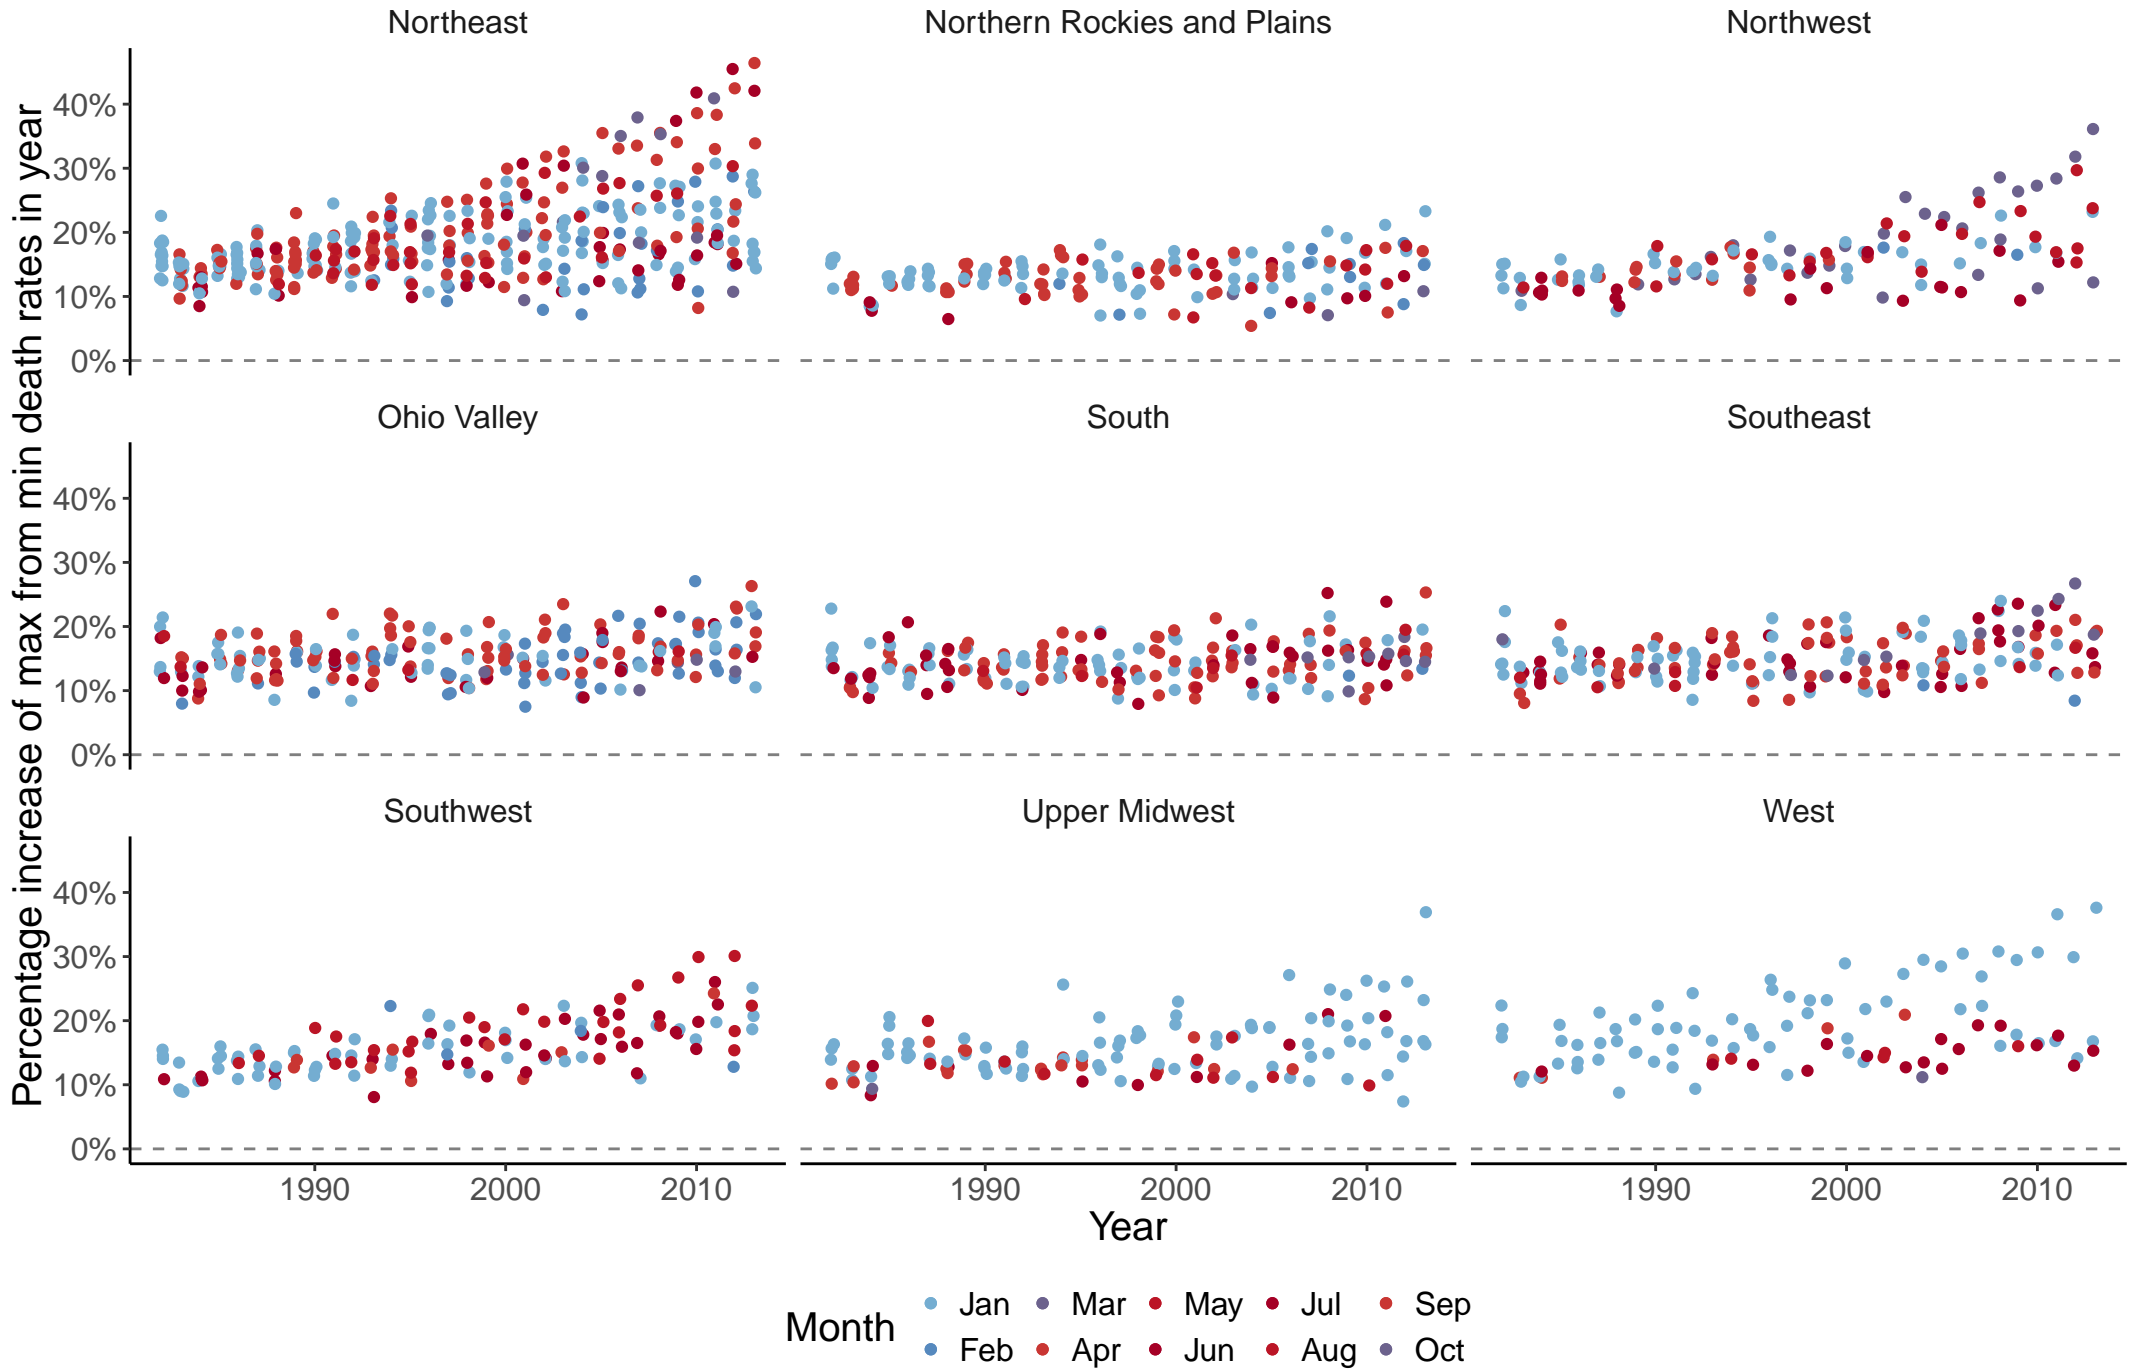 Northeast
Northern Rockies and Plains
Northwest
40%
30%
20%
10%
0%
Ohio Valley
South
Southeast
40%
30%
20%
10%
0%
Southwest
Upper Midwest
West
40%
30%
20%
10%
0%
Percentage increase of max from min death rates in year
1990 2000 2010
1990 2000 2010
1990 2000 2010
Year
Month
Jan Mar May Jul Sep
Feb Apr Jun Aug Oct